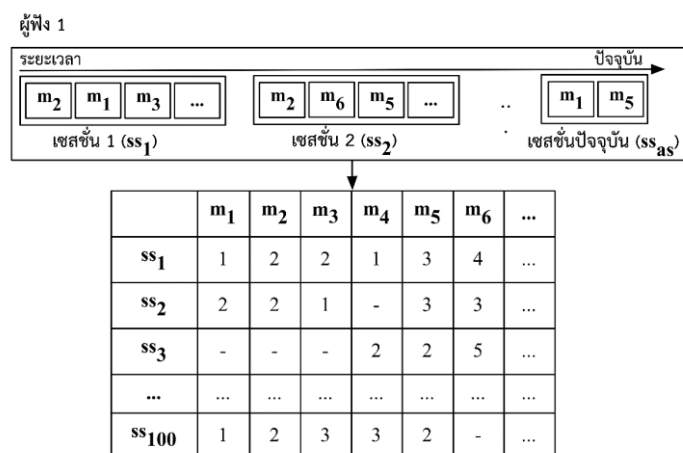 ผู้ฟัง 1
ระยะเวลา ปัจจุบัน
m2 m1 m3 ... m2 m6 m5 ... .. m1 m5
เซสชั่น 1 (ss1) เซสชั่น 2 (ss2) . เซสชั่นปัจจุบัน (ssas)
m1 m2 m3 m4 m5 m6 ...
ss1 1 2 2 1 3 4 ...
ss2 2 2 1 - 3 3 ...
ss3 - - - 2 2 5 ...
... ... ... ... ... ... ... ...
ss100 1 2 3 3 2 - ...